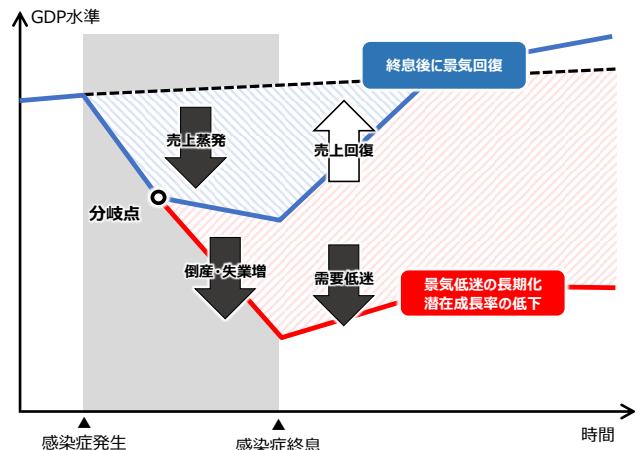 GDP水準
終息後に景気回復
売上蒸発
売上回復
分岐点
倒産・失業増
需要低迷
景気低迷の長期化
潜在成長率の低下
時間
▲
感染症発生
▲
感染症終息